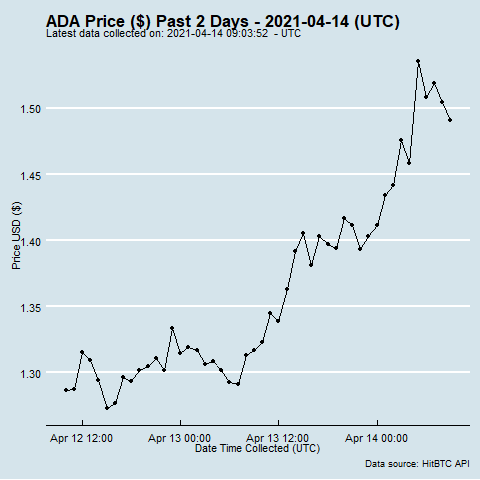 ADA Price ($) Past 2 Days - 2021-04-14 (UTC)
Latest data collected on: 2021-04-14 09:03:52  - UTC
1.50
1.45
1.40
1.35
1.30
Price USD ($)
Apr 12 12:00 Apr 13 00:00 Apr 13 12:00 Apr 14 00:00
Date Time Collected (UTC)
Data source: HitBTC API